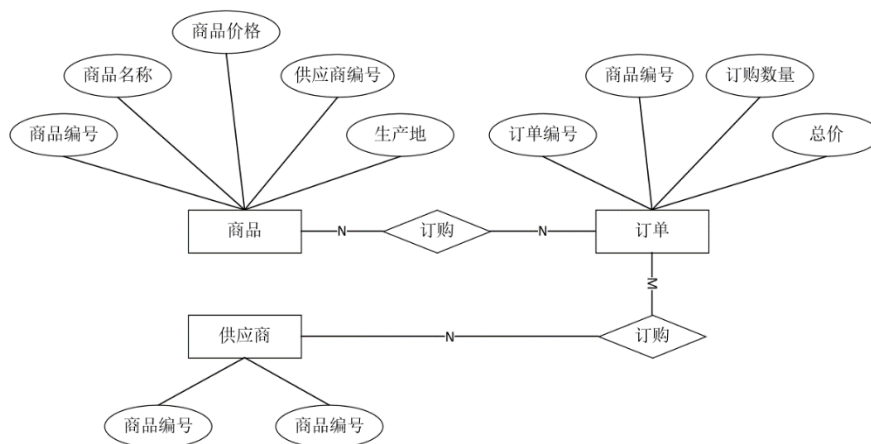 商品价格
商品名称
供应商编号
商品编号
生产地
商品编号
订购数量
订单编号
总价
商品
N
订购
N
订单
M
供应商
N
订购
商品编号
商品编号